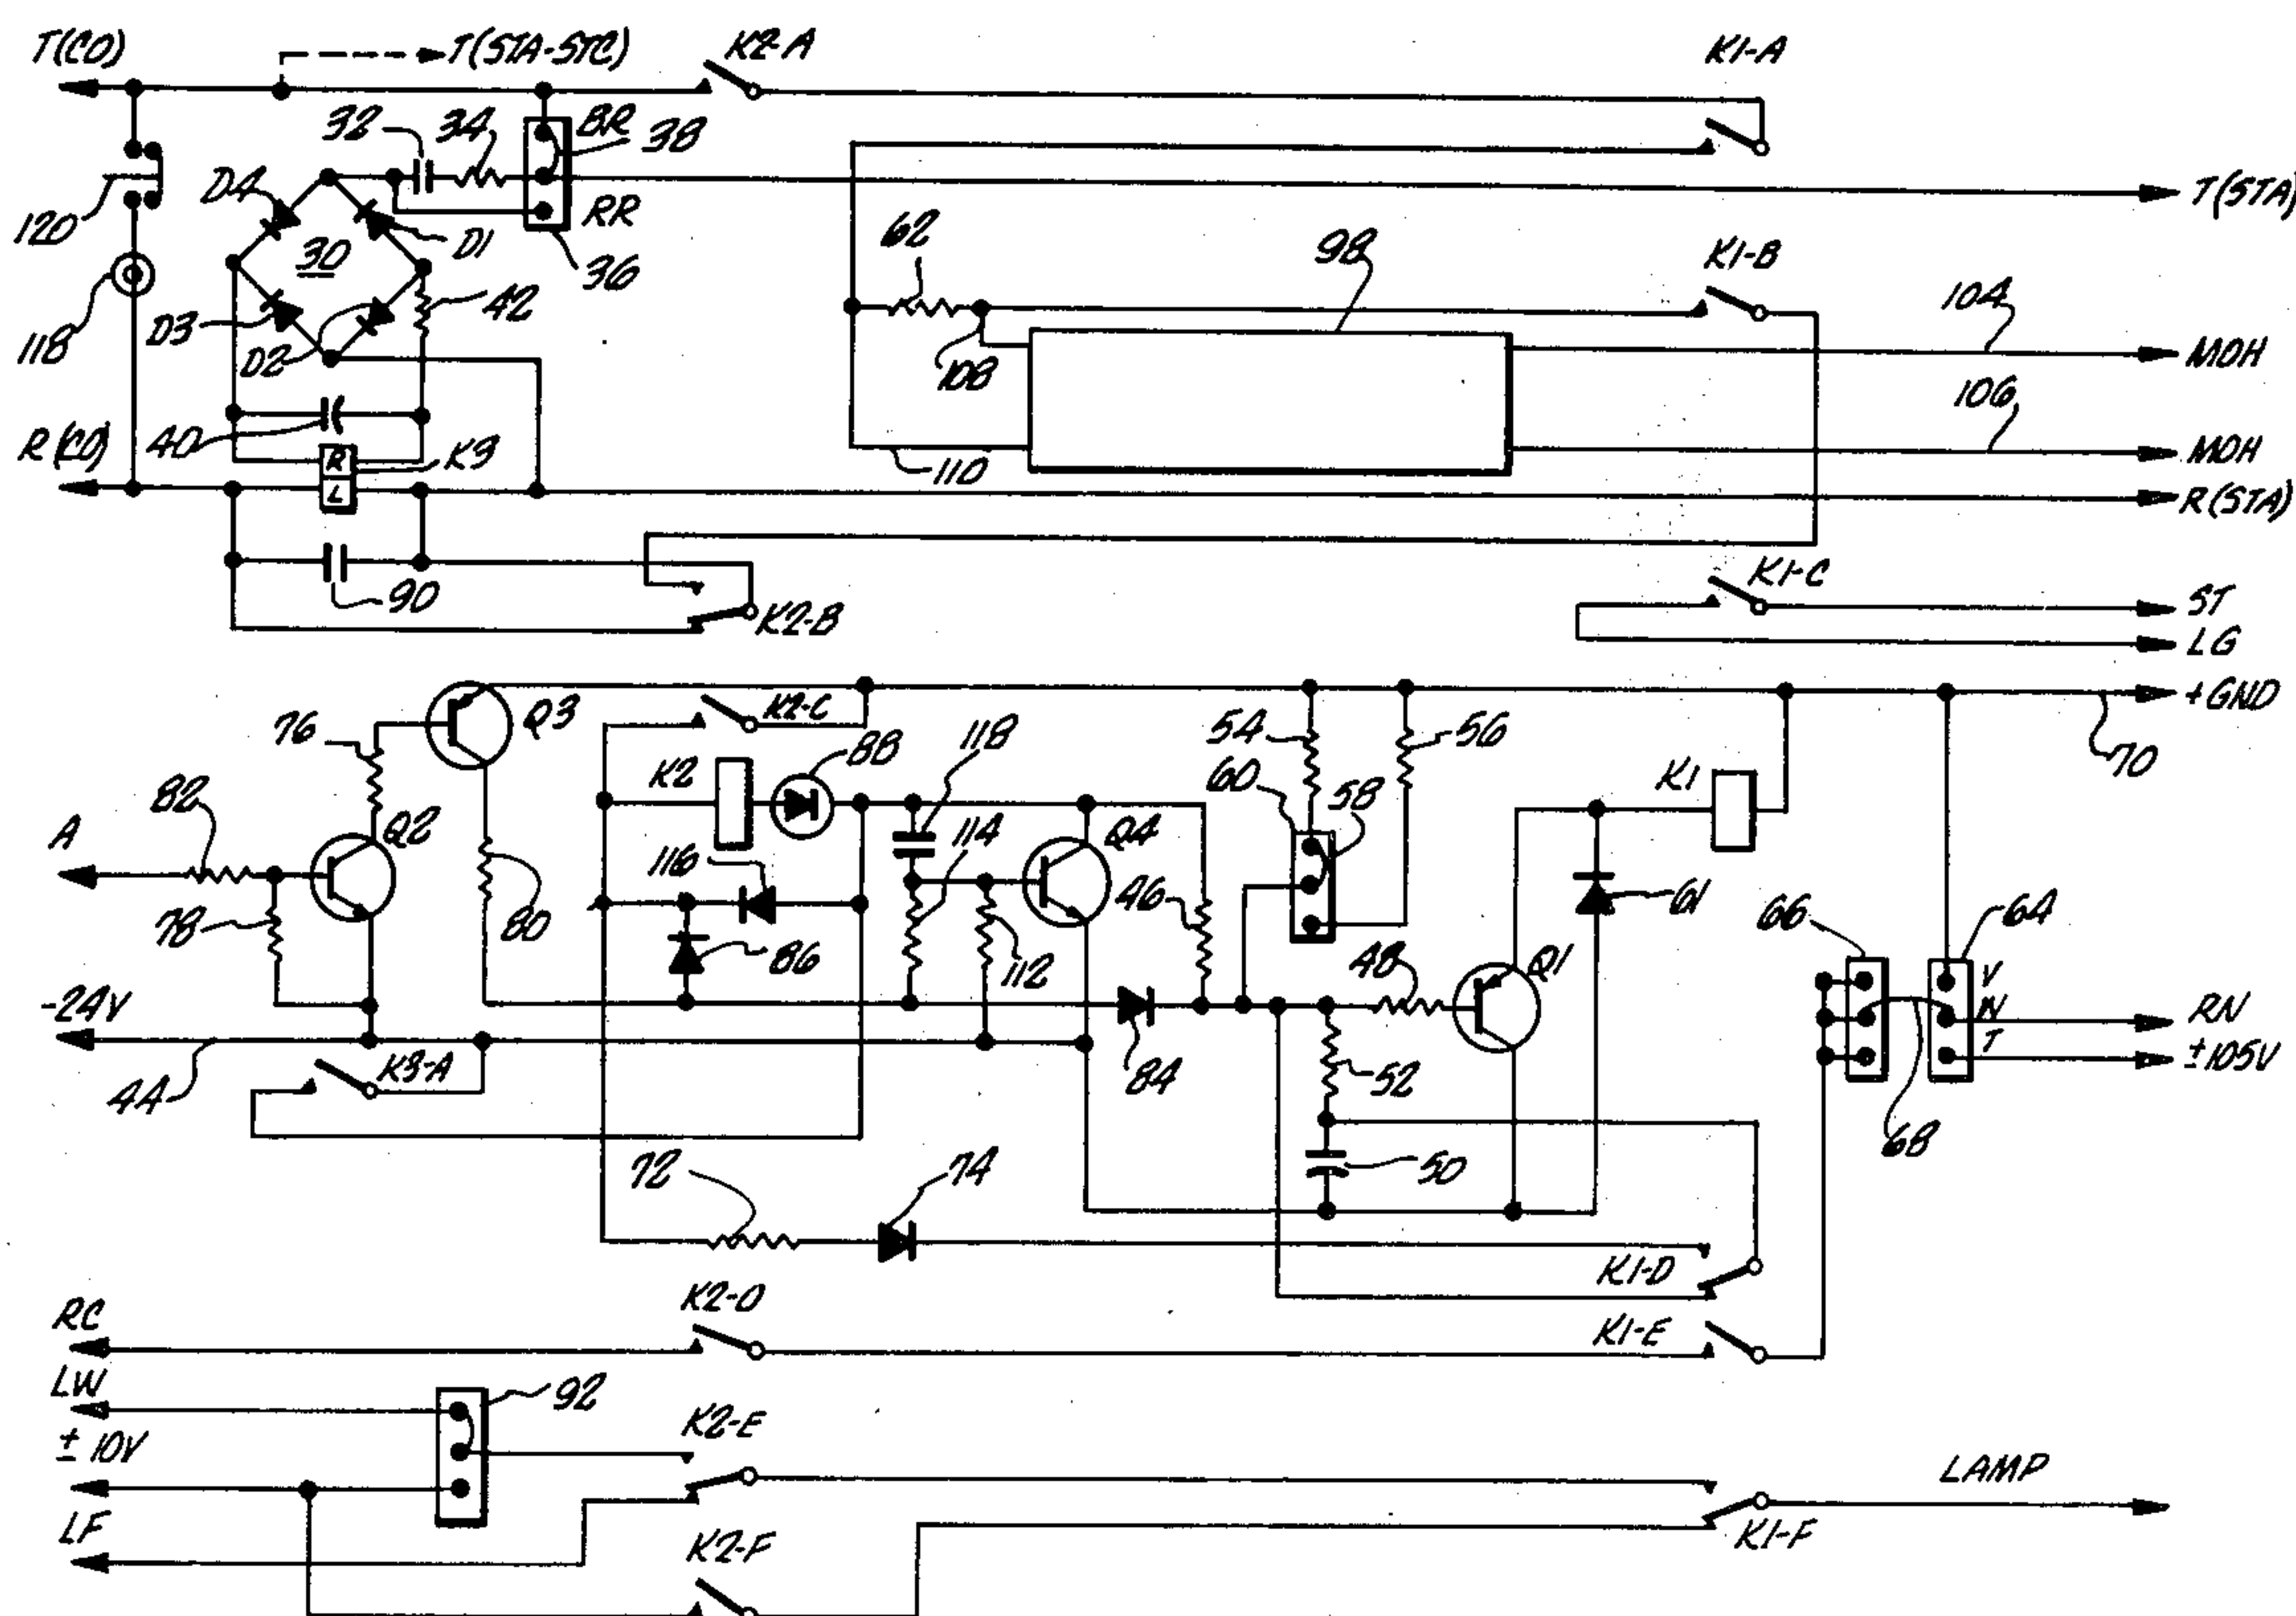 T(CO)
T(STA-STC)
K2-A
K1-A
32
34
BR
38
D4
120
30
D1
RR
36
T(STA)
62
98
K1-B
104
118
D3
D2
42
108
MOH
106
R(CO)
40
R
K3
L
110
MOH
R(STA)
90
K2-B
K1-C
ST
LG
Q3
K2-C
+GND
76
K2
88
118
54
56
60
58
K1
70
82
A
Q2
116
114
Q4
46
61
66
64
78
80
86
112
48
Q1
V
N
T
RN
-24V
±105V
K3-A
44
84
52
68
72
74
50
K1-D
RC
K2-D
K1-E
LW
92
K2-E
±10V
LAMP
LF
K2-F
K1-F